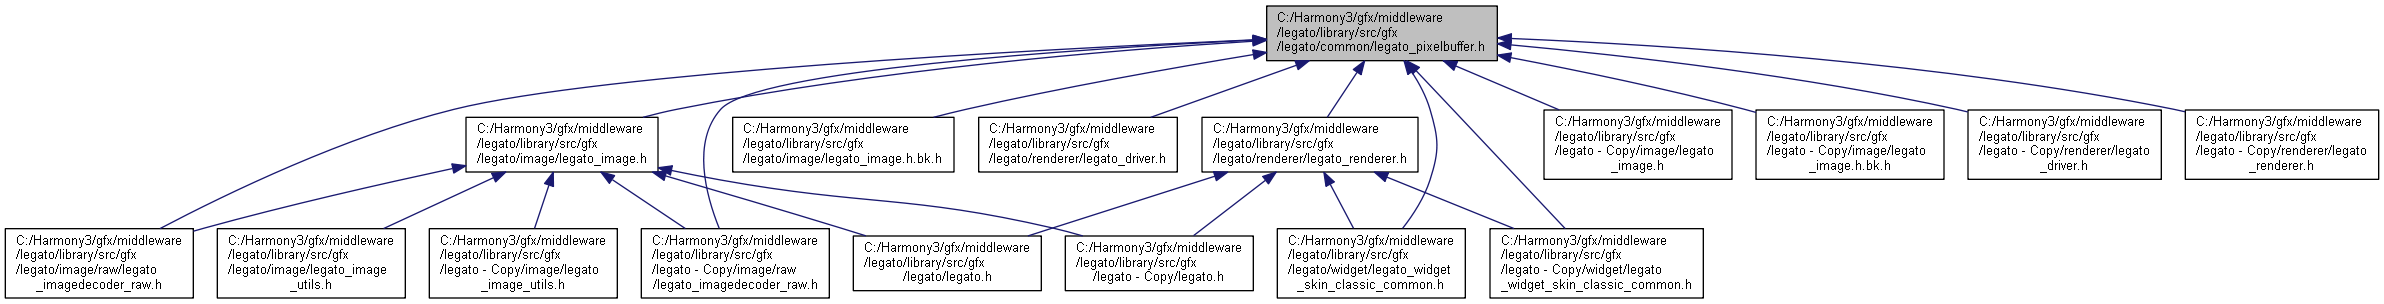 C:/Harmony3/gfx/middleware
/legato/library/src/gfx
/legato/common/legato_pixelbuffer.h
C:/Harmony3/gfx/middleware
/legato/library/src/gfx
/legato/image/legato_image.h
C:/Harmony3/gfx/middleware
/legato/library/src/gfx
/legato/image/legato_image.h.bk.h
C:/Harmony3/gfx/middleware
/legato/library/src/gfx
/legato/renderer/legato_driver.h
C:/Harmony3/gfx/middleware
/legato/library/src/gfx
/legato/renderer/legato_renderer.h
C:/Harmony3/gfx/middleware
/legato/library/src/gfx
/legato - Copy/image/legato
_image.h
C:/Harmony3/gfx/middleware
/legato/library/src/gfx
/legato - Copy/image/legato
_image.h.bk.h
C:/Harmony3/gfx/middleware
/legato/library/src/gfx
/legato - Copy/renderer/legato
_driver.h
C:/Harmony3/gfx/middleware
/legato/library/src/gfx
/legato - Copy/renderer/legato
_renderer.h
C:/Harmony3/gfx/middleware
/legato/library/src/gfx
/legato/image/raw/legato
_imagedecoder_raw.h
C:/Harmony3/gfx/middleware
/legato/library/src/gfx
/legato/image/legato_image
_utils.h
C:/Harmony3/gfx/middleware
/legato/library/src/gfx
/legato - Copy/image/legato
_image_utils.h
C:/Harmony3/gfx/middleware
/legato/library/src/gfx
/legato - Copy/image/raw
/legato_imagedecoder_raw.h
C:/Harmony3/gfx/middleware
/legato/library/src/gfx
/legato/legato.h
C:/Harmony3/gfx/middleware
/legato/library/src/gfx
/legato - Copy/legato.h
C:/Harmony3/gfx/middleware
/legato/library/src/gfx
/legato/widget/legato_widget
_skin_classic_common.h
C:/Harmony3/gfx/middleware
/legato/library/src/gfx
/legato - Copy/widget/legato
_widget_skin_classic_common.h